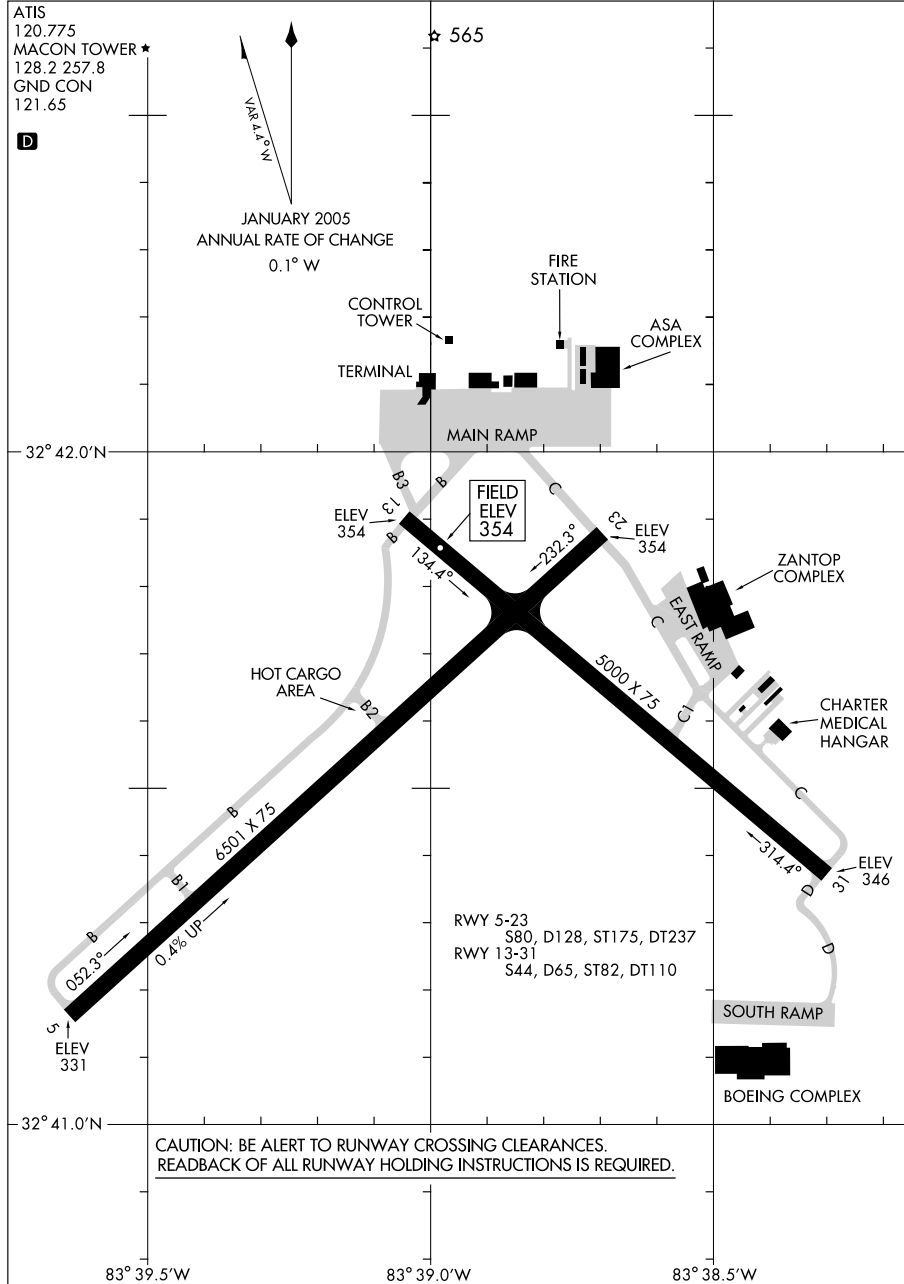 ATIS
120.775
MACON TOWER
128.2 257.8
GND CON
121.65
D
VAR 4.4° W
565
JANUARY 2005
ANNUAL RATE OF CHANGE
0.1° W
FIRE
STATION
CONTROL
TOWER
ASA
COMPLEX
TERMINAL
MAIN RAMP
32° 42.0'N
B3
B
C
13
FIELD
ELEV
354
ELEV
354
B
134.4°
232.3°
23
ELEV
354
ZANTOP
COMPLEX
EAST RAMP
C
5000 X 75
HOT CARGO
AREA
B2
C1
CHARTER
MEDICAL
HANGAR
C
B
6501 X 75
314.4°
31
ELEV
346
D
B1
0.4% UP
RWY 5-23
S80, D128, ST175, DT237
RWY 13-31
S44, D65, ST82, DT110
B
052.3°
D
5
ELEV
331
SOUTH RAMP
BOEING COMPLEX
32° 41.0'N
CAUTION: BE ALERT TO RUNWAY CROSSING CLEARANCES.
READBACK OF ALL RUNWAY HOLDING INSTRUCTIONS IS REQUIRED.
83° 39.5'W
83° 39.0'W
83° 38.5'W